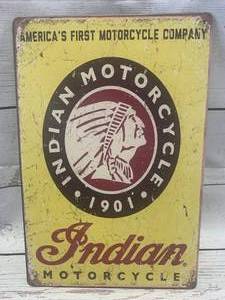 AMERICA'S FIRST MOTORCYCLE COMPANY
INDIAN MOTORCYCLE
• 1901 •
Indian
MOTORCYCLE